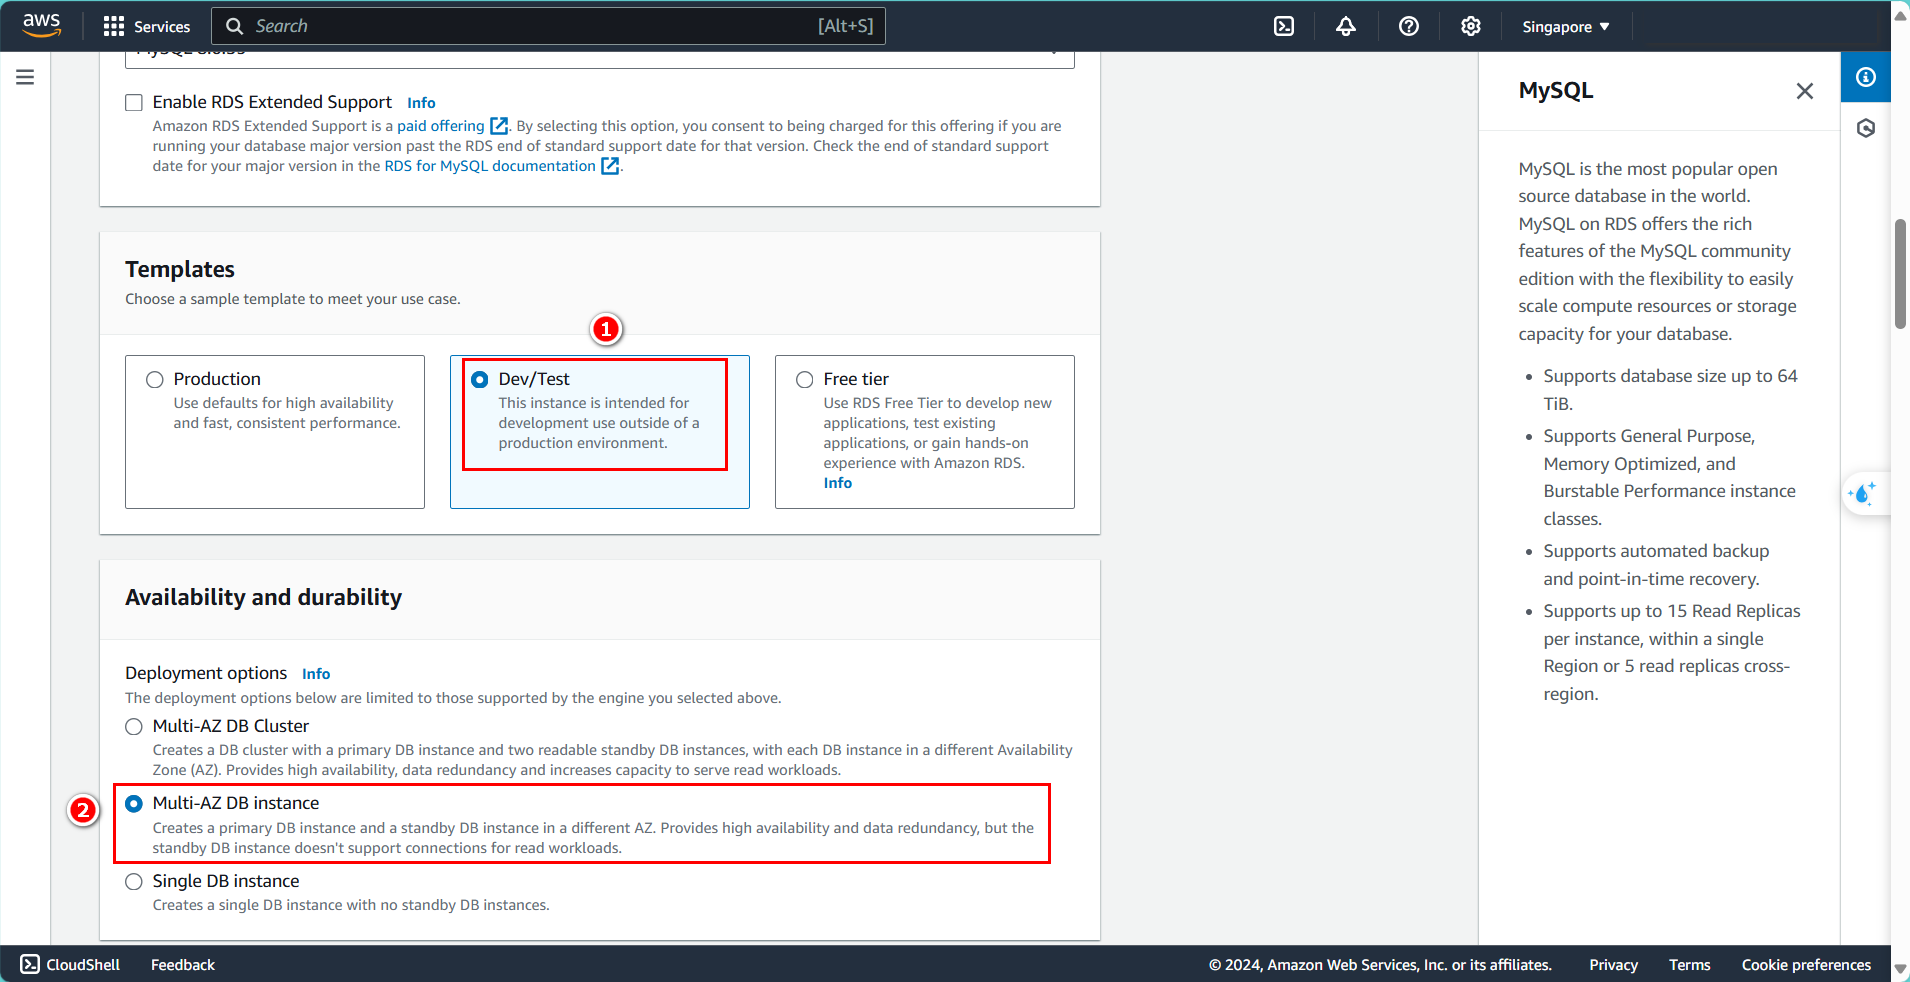 aws
Services
Search
[Alt+S]
Singapore
MySQL 8.0.35
Enable RDS Extended Support Info
Amazon RDS Extended Support is a paid offering. By selecting this option, you consent to being charged for this offering if you are
running your database major version past the RDS end of standard support date for that version. Check the end of standard support
date for your major version in the RDS for MySQL documentation.
Templates
Choose a sample template to meet your use case.
1
Production
Use defaults for high availability
and fast, consistent performance.
Dev/Test
This instance is intended for
development use outside of a
production environment.
Free tier
Use RDS Free Tier to develop new
applications, test existing
applications, or gain hands-on
experience with Amazon RDS.
Info
Availability and durability
Deployment options Info
The deployment options below are limited to those supported by the engine you selected above.
Multi-AZ DB Cluster
Creates a DB cluster with a primary DB instance and two readable standby DB instances, with each DB instance in a different Availability
Zone (AZ). Provides high availability, data redundancy and increases capacity to serve read workloads.
2
Multi-AZ DB instance
Creates a primary DB instance and a standby DB instance in a different AZ. Provides high availability and data redundancy, but the
standby DB instance doesn't support connections for read workloads.
Single DB instance
Creates a single DB instance with no standby DB instances.
MySQL
MySQL is the most popular open
source database in the world.
MySQL on RDS offers the rich
features of the MySQL community
edition with the flexibility to easily
scale compute resources or storage
capacity for your database.
• Supports database size up to 64
TiB.
• Supports General Purpose,
Memory Optimized, and
Burstable Performance instance
classes.
• Supports automated backup
and point-in-time recovery.
• Supports up to 15 Read Replicas
per instance, within a single
Region or 5 read replicas cross-
region.
CloudShell
Feedback
© 2024, Amazon Web Services, Inc. or its affiliates.
Privacy
Terms
Cookie preferences